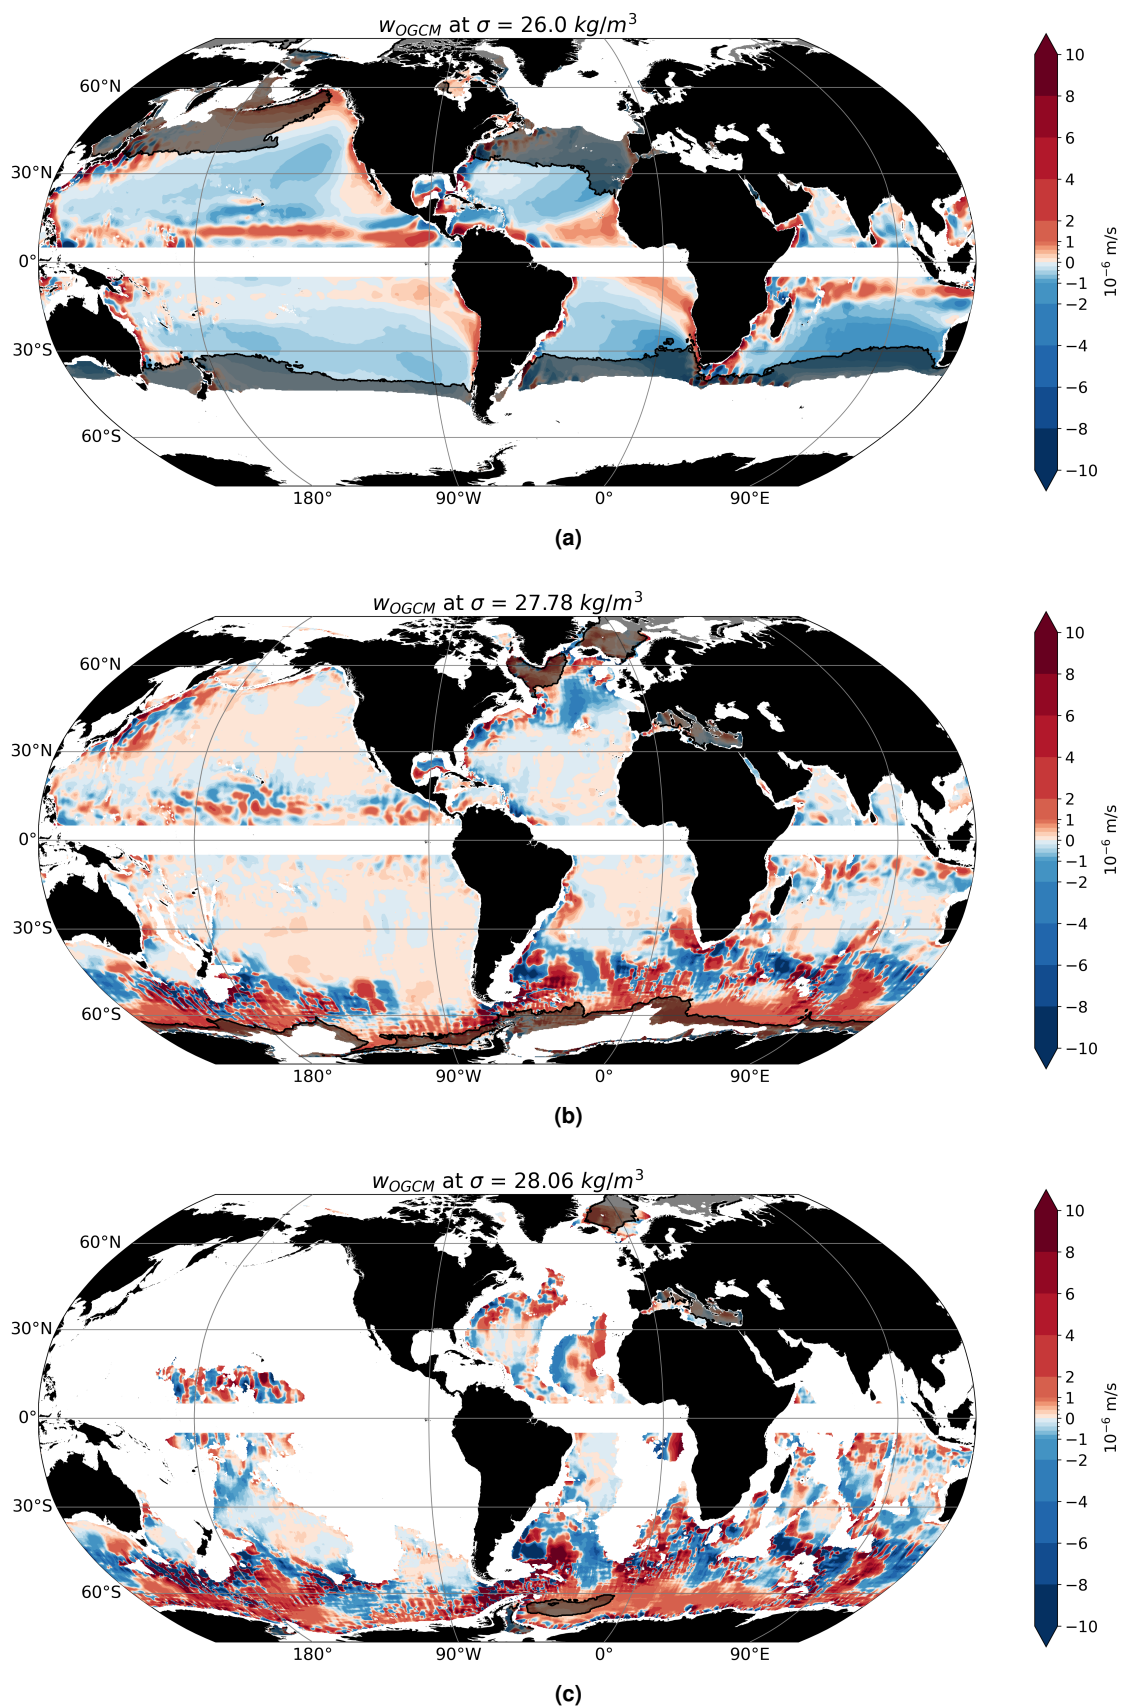 w_OGCM at σ = 26.0 kg/m³
60°N
30°N
0°
30°S
60°S
180°
90°W
0°
90°E
10
8
6
4
2
1
0
−1
−2
−4
−6
−8
−10
10⁻⁶ m/s
(a)
w_OGCM at σ = 27.78 kg/m³
60°N
30°N
0°
30°S
60°S
180°
90°W
0°
90°E
10
8
6
4
2
1
0
−1
−2
−4
−6
−8
−10
10⁻⁶ m/s
(b)
w_OGCM at σ = 28.06 kg/m³
60°N
30°N
0°
30°S
60°S
180°
90°W
0°
90°E
10
8
6
4
2
1
0
−1
−2
−4
−6
−8
−10
10⁻⁶ m/s
(c)